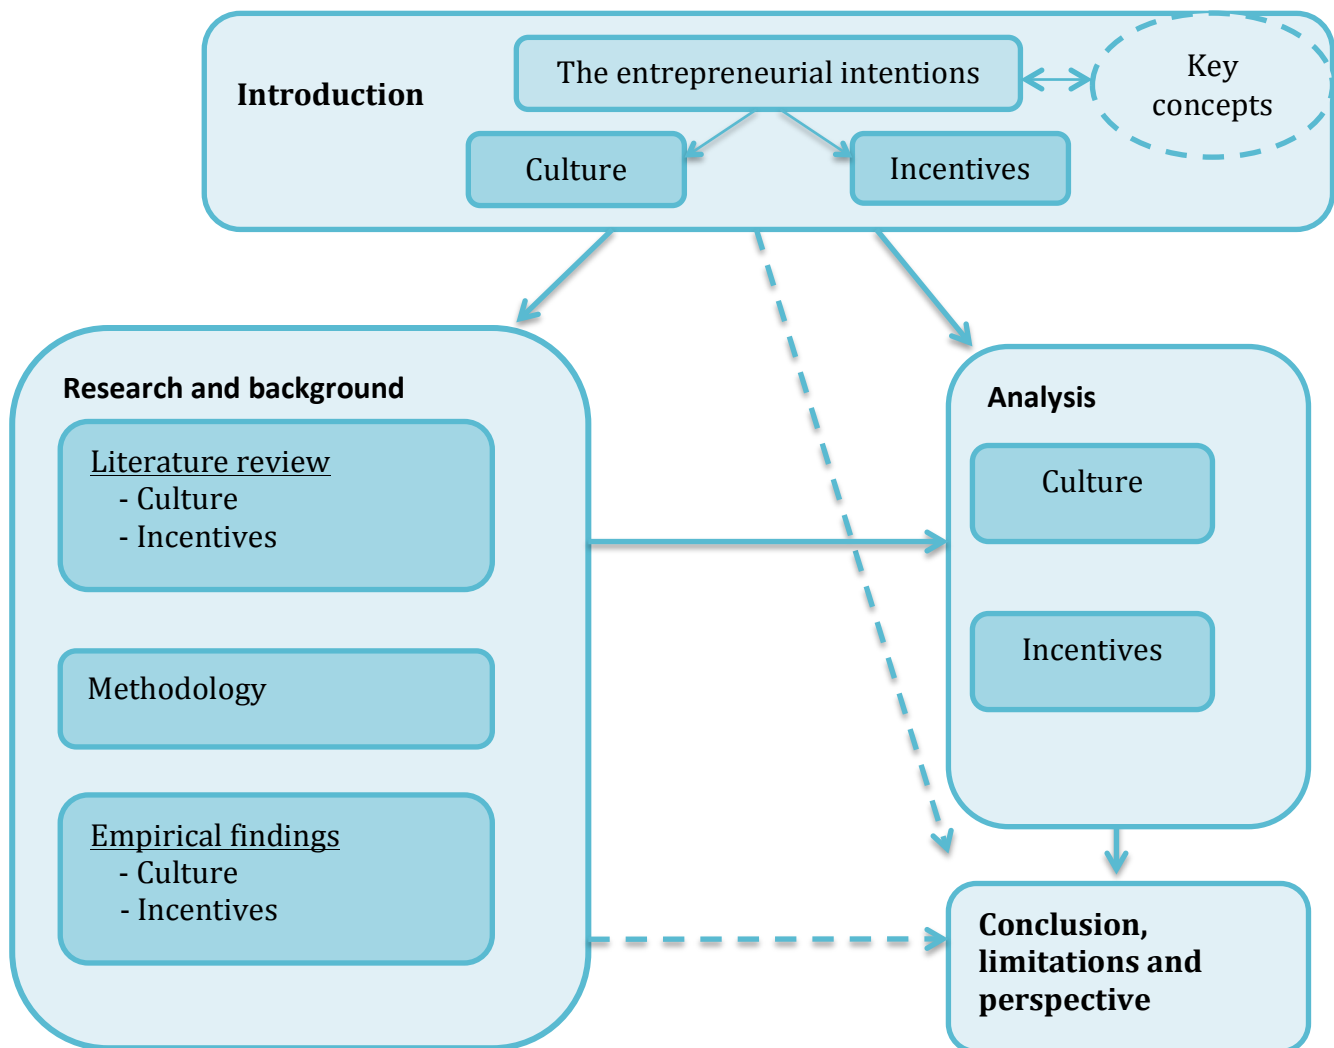 Introduction
The entrepreneurial intentions
Key
concepts
Culture
Incentives
Research and background
Literature review
- Culture
- Incentives
Methodology
Empirical findings
- Culture
- Incentives
Analysis
Culture
Incentives
Conclusion,
limitations and
perspective